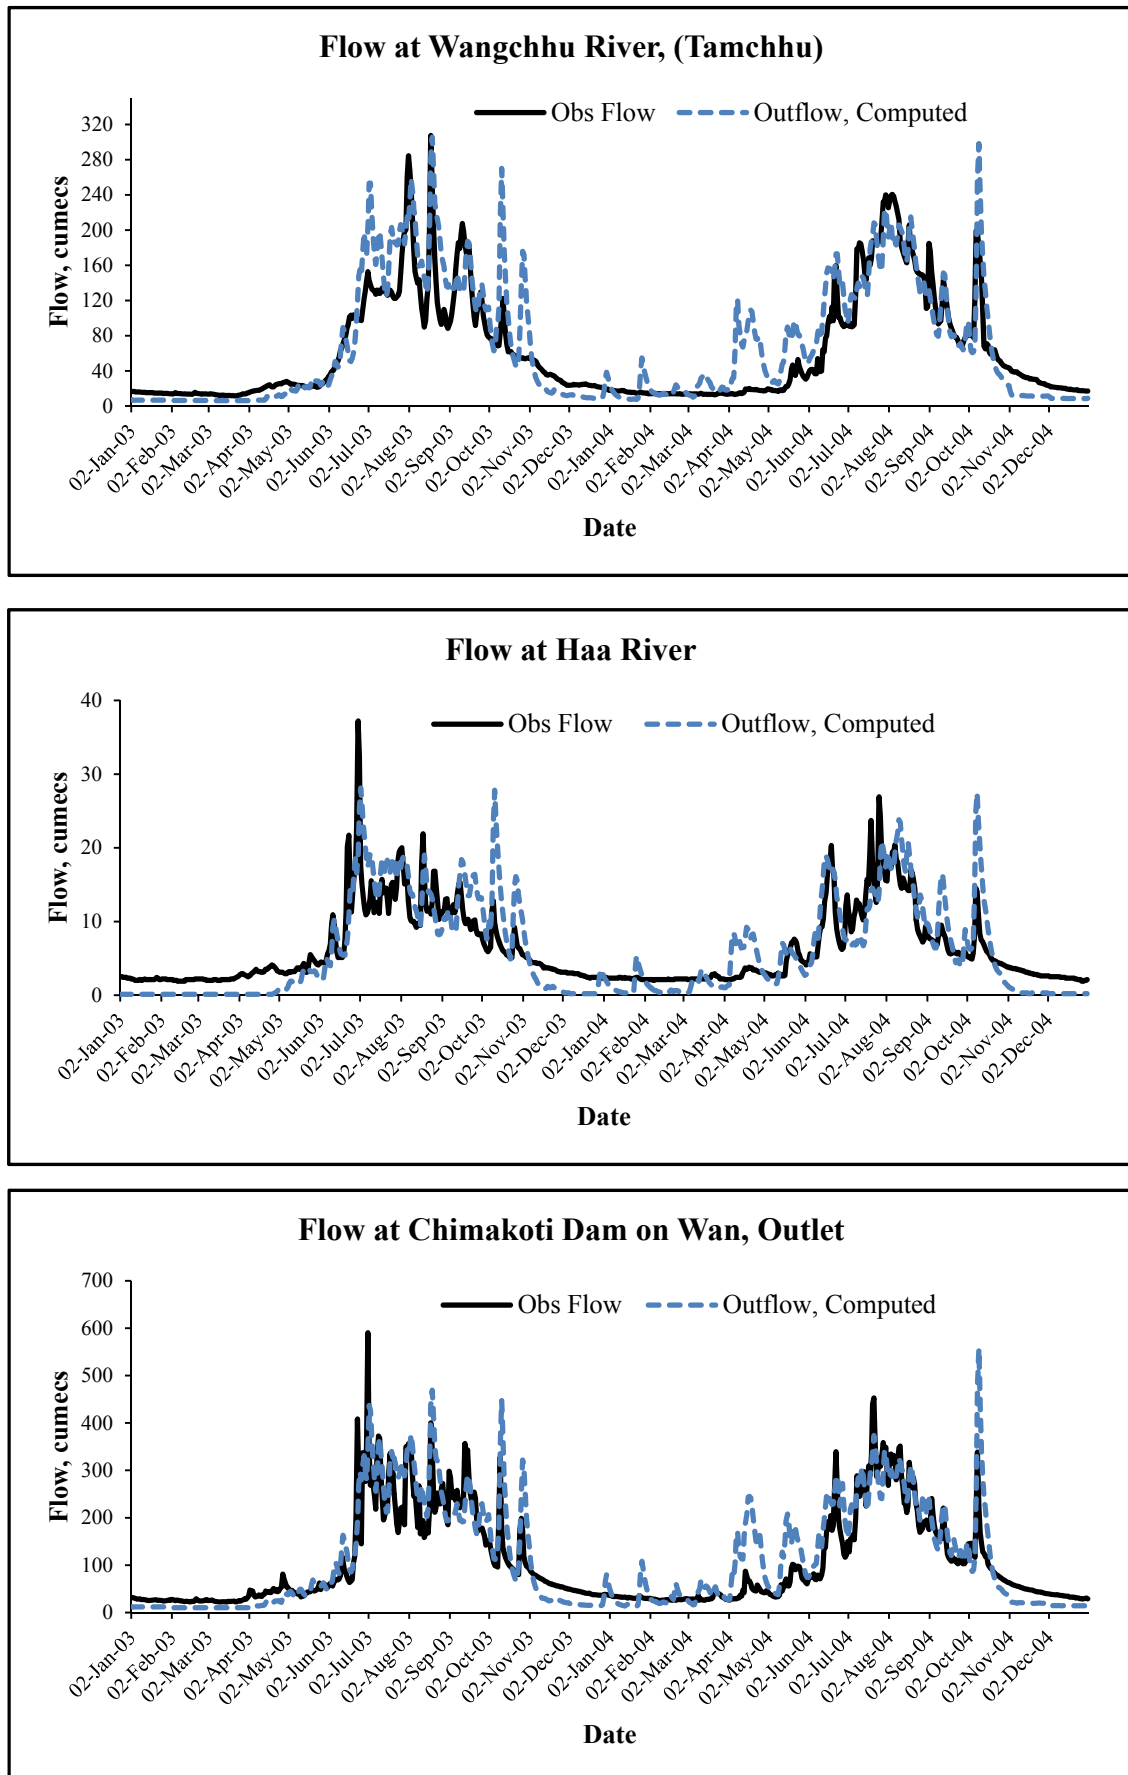 Flow at Wangchhu River, (Tamchhu)
Obs Flow
Outflow, Computed
320
280
240
200
160
120
80
40
0
Flow, cumecs
02-Jan-03
02-Feb-03
02-Mar-03
02-Apr-03
02-May-03
02-Jun-03
02-Jul-03
02-Aug-03
02-Sep-03
02-Oct-03
02-Nov-03
02-Dec-03
02-Jan-04
02-Feb-04
02-Mar-04
02-Apr-04
02-May-04
02-Jun-04
02-Jul-04
02-Aug-04
02-Sep-04
02-Oct-04
02-Nov-04
02-Dec-04
Date
Flow at Haa River
Obs Flow
Outflow, Computed
40
30
20
10
0
Flow, cumecs
02-Jan-03
02-Feb-03
02-Mar-03
02-Apr-03
02-May-03
02-Jun-03
02-Jul-03
02-Aug-03
02-Sep-03
02-Oct-03
02-Nov-03
02-Dec-03
02-Jan-04
02-Feb-04
02-Mar-04
02-Apr-04
02-May-04
02-Jun-04
02-Jul-04
02-Aug-04
02-Sep-04
02-Oct-04
02-Nov-04
02-Dec-04
Date
Flow at Chimakoti Dam on Wan, Outlet
Obs Flow
Outflow, Computed
700
600
500
400
300
200
100
0
Flow, cumecs
02-Jan-03
02-Feb-03
02-Mar-03
02-Apr-03
02-May-03
02-Jun-03
02-Jul-03
02-Aug-03
02-Sep-03
02-Oct-03
02-Nov-03
02-Dec-03
02-Jan-04
02-Feb-04
02-Mar-04
02-Apr-04
02-May-04
02-Jun-04
02-Jul-04
02-Aug-04
02-Sep-04
02-Oct-04
02-Nov-04
02-Dec-04
Date